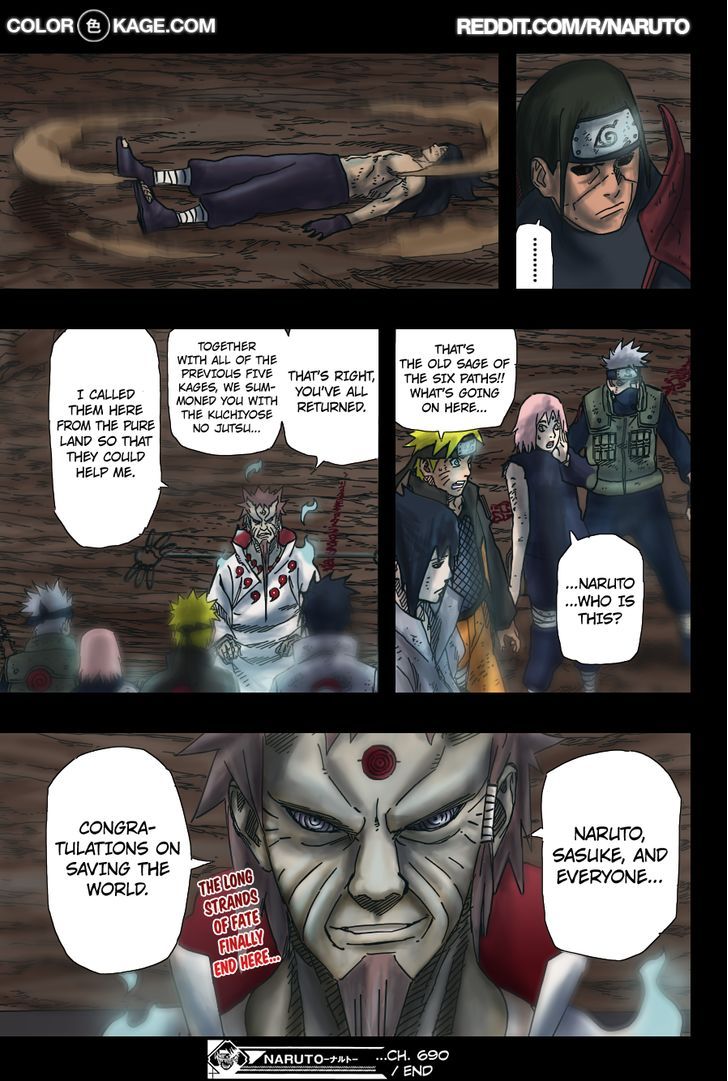 COLOR 色 KAGE.COM
REDDIT.COM/R/NARUTO
.........
THAT'S
THE OLD SAGE OF
THE SIX PATHS!!
WHAT'S GOING
ON HERE...
...NARUTO
...WHO IS
THIS?
THAT'S RIGHT,
YOU'VE ALL
RETURNED.
TOGETHER
WITH ALL OF THE
PREVIOUS FIVE
KAGES, WE SUM-
MONED YOU WITH
THE KUCHIYOSE
NO JUTSU...
I CALLED
THEM HERE
FROM THE PURE
LAND SO THAT
THEY COULD
HELP ME.
NARUTO,
SASUKE, AND
EVERYONE...
CONGRA-
TULATIONS ON
SAVING THE
WORLD.
THE LONG
STRANDS
OF FATE
FINALLY
END HERE...
NARUTO-ナルト-
...CH. 690
/ END